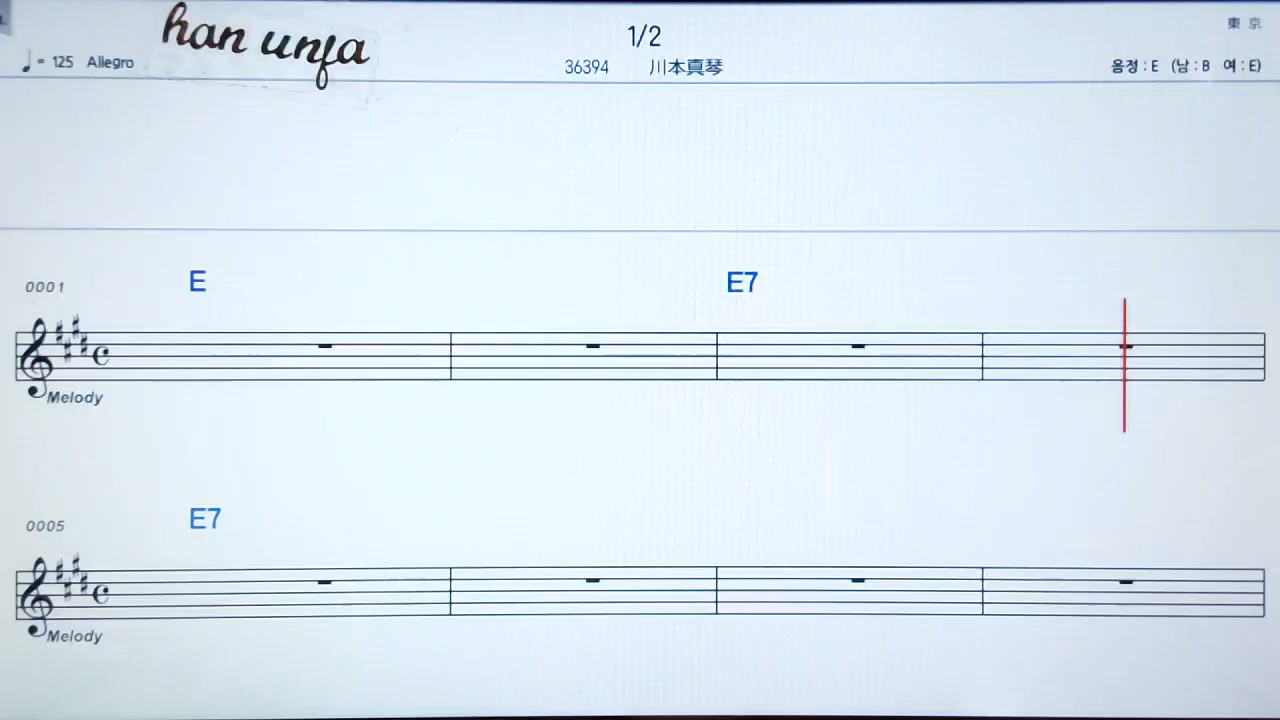 han unfa
1/2
東京
♩= 125 Allegro
36394 川本真琴
음정 : E (남 : B 여 : E)
0001 E E7
Melody
0005 E7
Melody